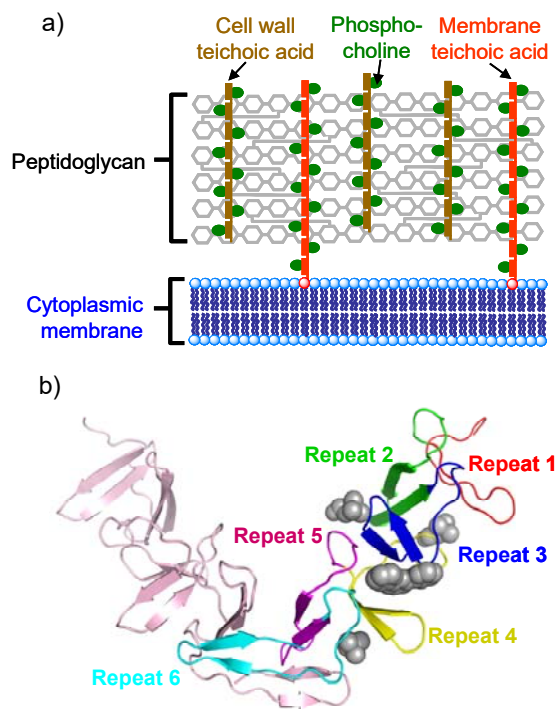 a)
Cell wall
teichoic acid
Phospho-
choline
Membrane
teichoic acid
Peptidoglycan
Cytoplasmic
membrane
b)
Repeat 2
Repeat 1
Repeat 5
Repeat 3
Repeat 4
Repeat 6